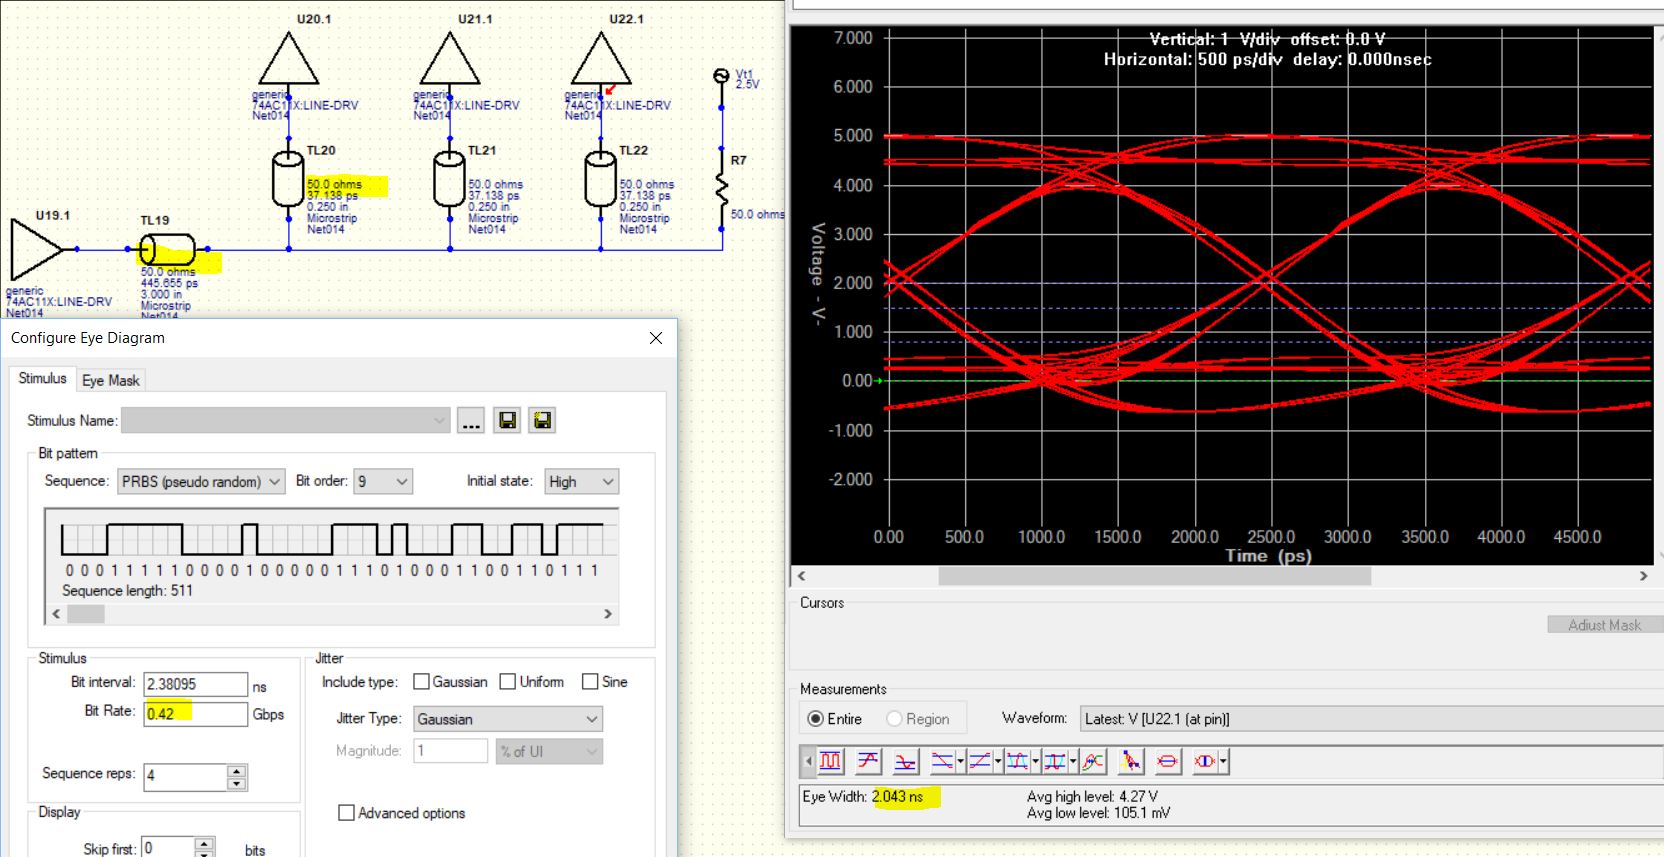 U20.1
U21.1
U22.1
generic
74AC11X:LINE-DRV
Net014
generic
74AC11X:LINE-DRV
Net014
generic
74AC11X:LINE-DRV
Net014
Vt1
2.5V
TL20
50.0 ohms
37.138 ps
0.250 in
Microstrip
Net014
TL21
50.0 ohms
37.138 ps
0.250 in
Microstrip
Net014
TL22
50.0 ohms
37.138 ps
0.250 in
Microstrip
Net014
R7
50.0 ohms
U19.1
generic
74AC11X:LINE-DRV
Net014
TL19
50.0 ohms
445.655 ps
3.000 in
Microstrip
Net014
Configure Eye Diagram
Stimulus
Eye Mask
Stimulus Name:
...
Bit pattern
Sequence: PRBS (pseudo random) Bit order: 9 Initial state: High
0 0 0 1 1 1 1 1 0 0 0 0 1 0 0 0 0 0 1 1 1 0 1 0 0 0 1 1 0 0 1 1 0 1 1 1
Sequence length: 511
Stimulus
Bit interval: 2.38095 ns
Bit Rate: 0.42 Gbps
Sequence reps: 4
Display
Skip first: 0 bits
Jitter
Include type: Gaussian Uniform Sine
Jitter Type: Gaussian
Magnitude: 1 % of UI
Advanced options
Vertical: 1 V/div offset: 0.0 V
Horizontal: 500 ps/div delay: 0.000nsec
7.000
6.000
5.000
4.000
3.000
2.000
1.000
0.00
-1.000
-2.000
Voltage - V-
0.00 500.0 1000.0 1500.0 2000.0 2500.0 3000.0 3500.0 4000.0 4500.0
Time (ps)
Cursors
Adjust Mask
Measurements
Entire Region Waveform: Latest: V [U22.1 (at pin)]
Eye Width: 2.043 ns Avg high level: 4.27 V
Avg low level: 105.1 mV